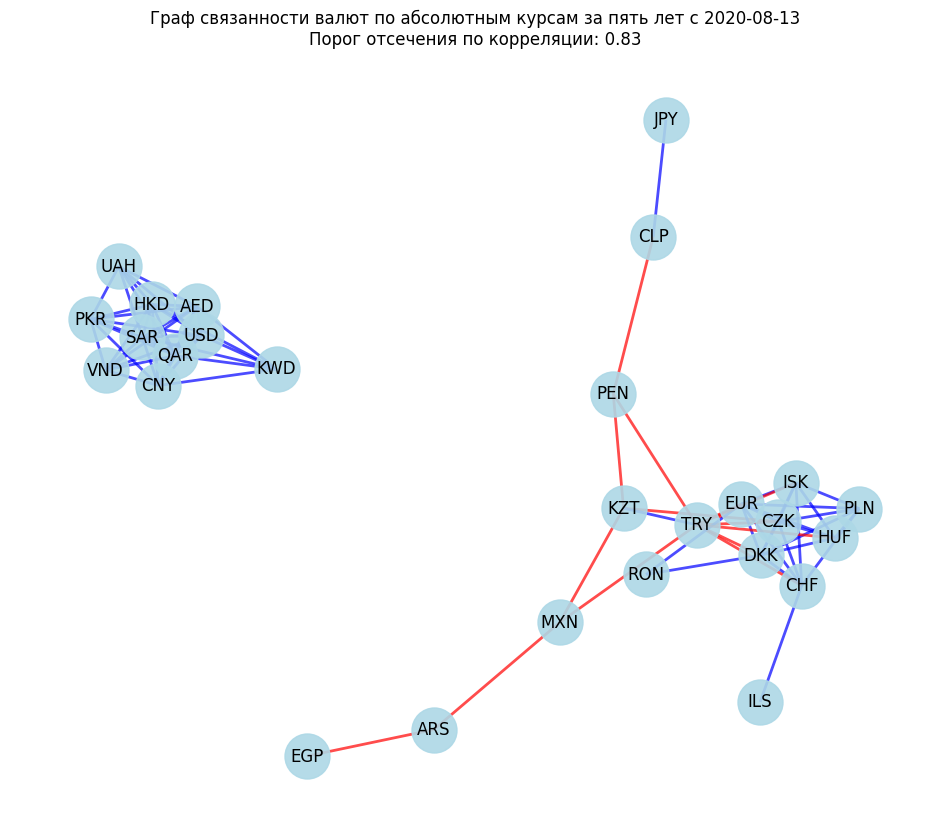 Граф связанности валют по абсолютным курсам за пять лет с 2020-08-13
Порог отсечения по корреляции: 0.83
JPY
CLP
UAH
HKD
AED
PKR
SAR
USD
QAR
VND
CNY
KWD
PEN
ISK
EUR
KZT
PLN
TRY
CZK
HUF
DKK
RON
CHF
MXN
ILS
ARS
EGP